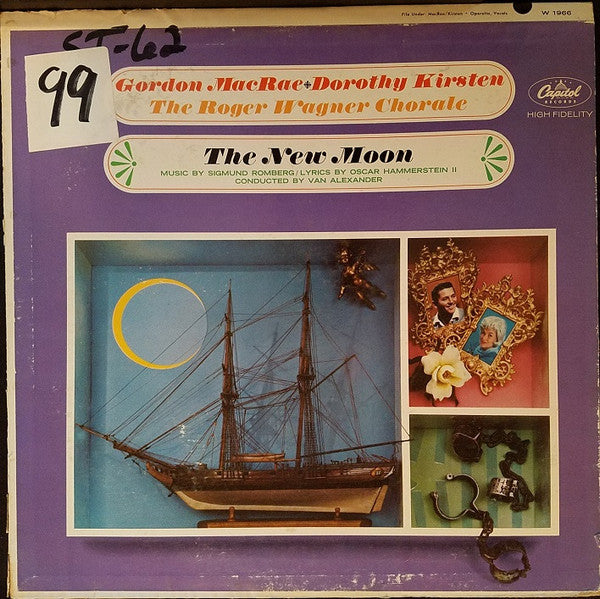 File Under: MacRae/Kirsten • Operetta, Vocals W 1966
ST-62
99
Gordon MacRae+Dorothy Kirsten
The Roger Wagner Chorale
Capitol
RECORDS
HIGH FIDELITY
The New Moon
MUSIC BY SIGMUND ROMBERG/LYRICS BY OSCAR HAMMERSTEIN II
CONDUCTED BY VAN ALEXANDER